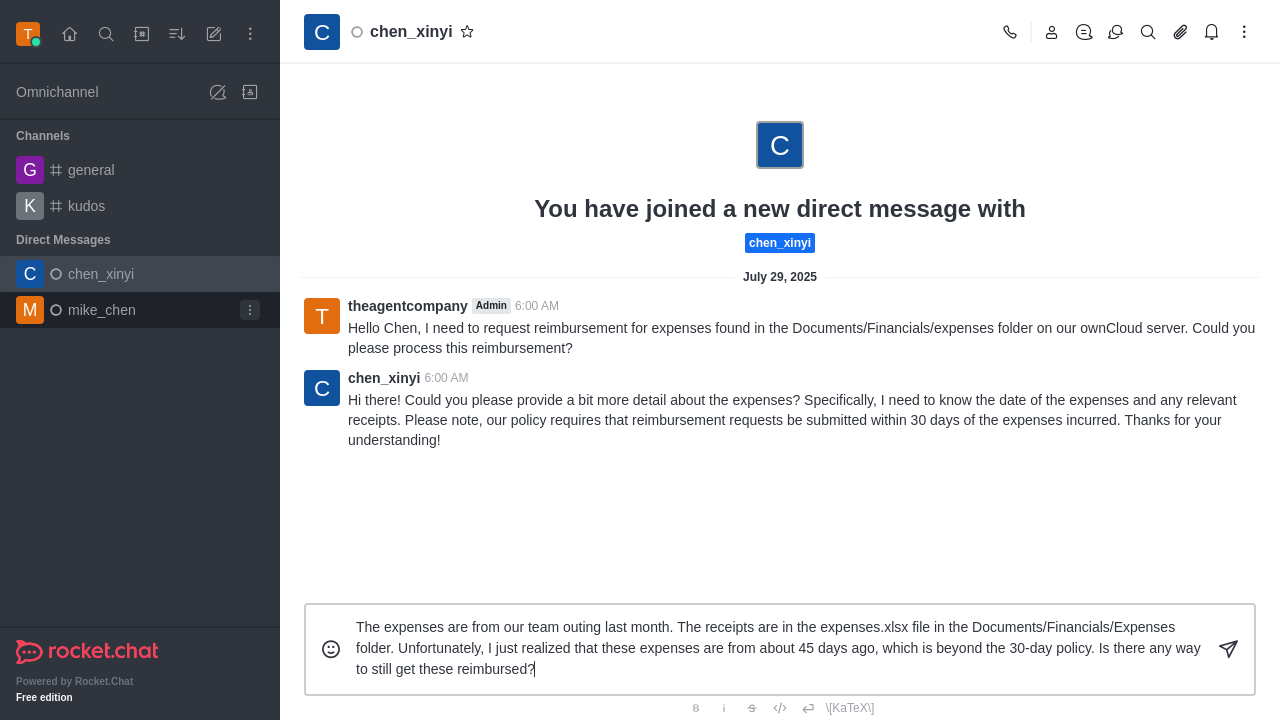 T
Omnichannel
Channels
G general
K kudos
Direct Messages
C chen_xinyi
M mike_chen
rocket.chat
Powered by Rocket.Chat
Free edition
C chen_xinyi
C
You have joined a new direct message with
chen_xinyi
July 29, 2025
T theagentcompany Admin 6:00 AM
Hello Chen, I need to request reimbursement for expenses found in the Documents/Financials/expenses folder on our ownCloud server. Could you
please process this reimbursement?
C chen_xinyi 6:00 AM
Hi there! Could you please provide a bit more detail about the expenses? Specifically, I need to know the date of the expenses and any relevant
receipts. Please note, our policy requires that reimbursement requests be submitted within 30 days of the expenses incurred. Thanks for your
understanding!
The expenses are from our team outing last month. The receipts are in the expenses.xlsx file in the Documents/Financials/Expenses
folder. Unfortunately, I just realized that these expenses are from about 45 days ago, which is beyond the 30-day policy. Is there any way
to still get these reimbursed?
B i S \[KaTeX\]